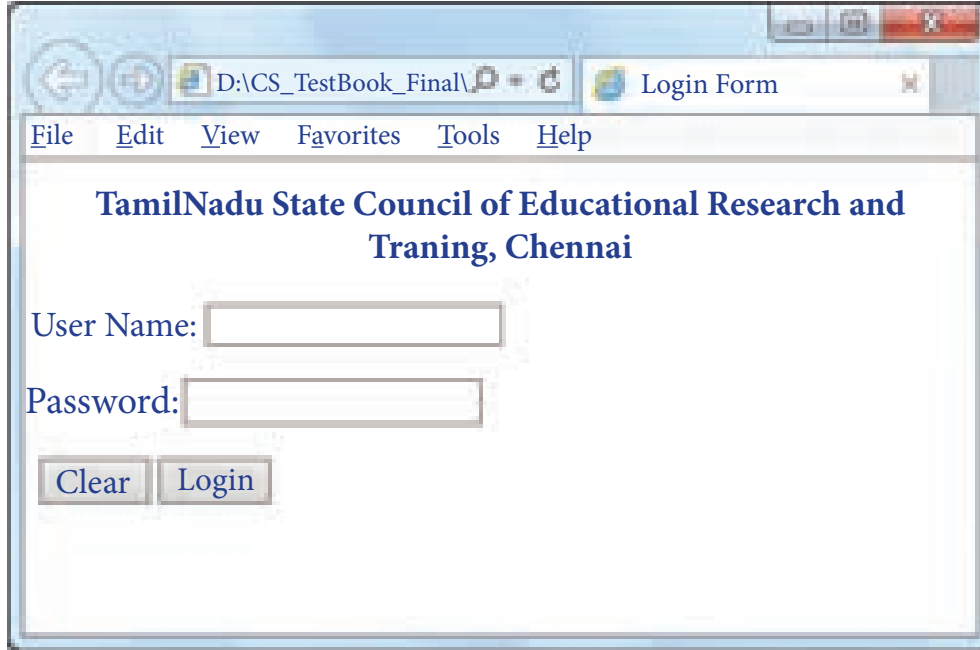 D:\CS_TestBook_Final\ Login Form
File Edit View Favorites Tools Help
TamilNadu State Council of Educational Research and
Traning, Chennai
User Name:
Password:
Clear Login